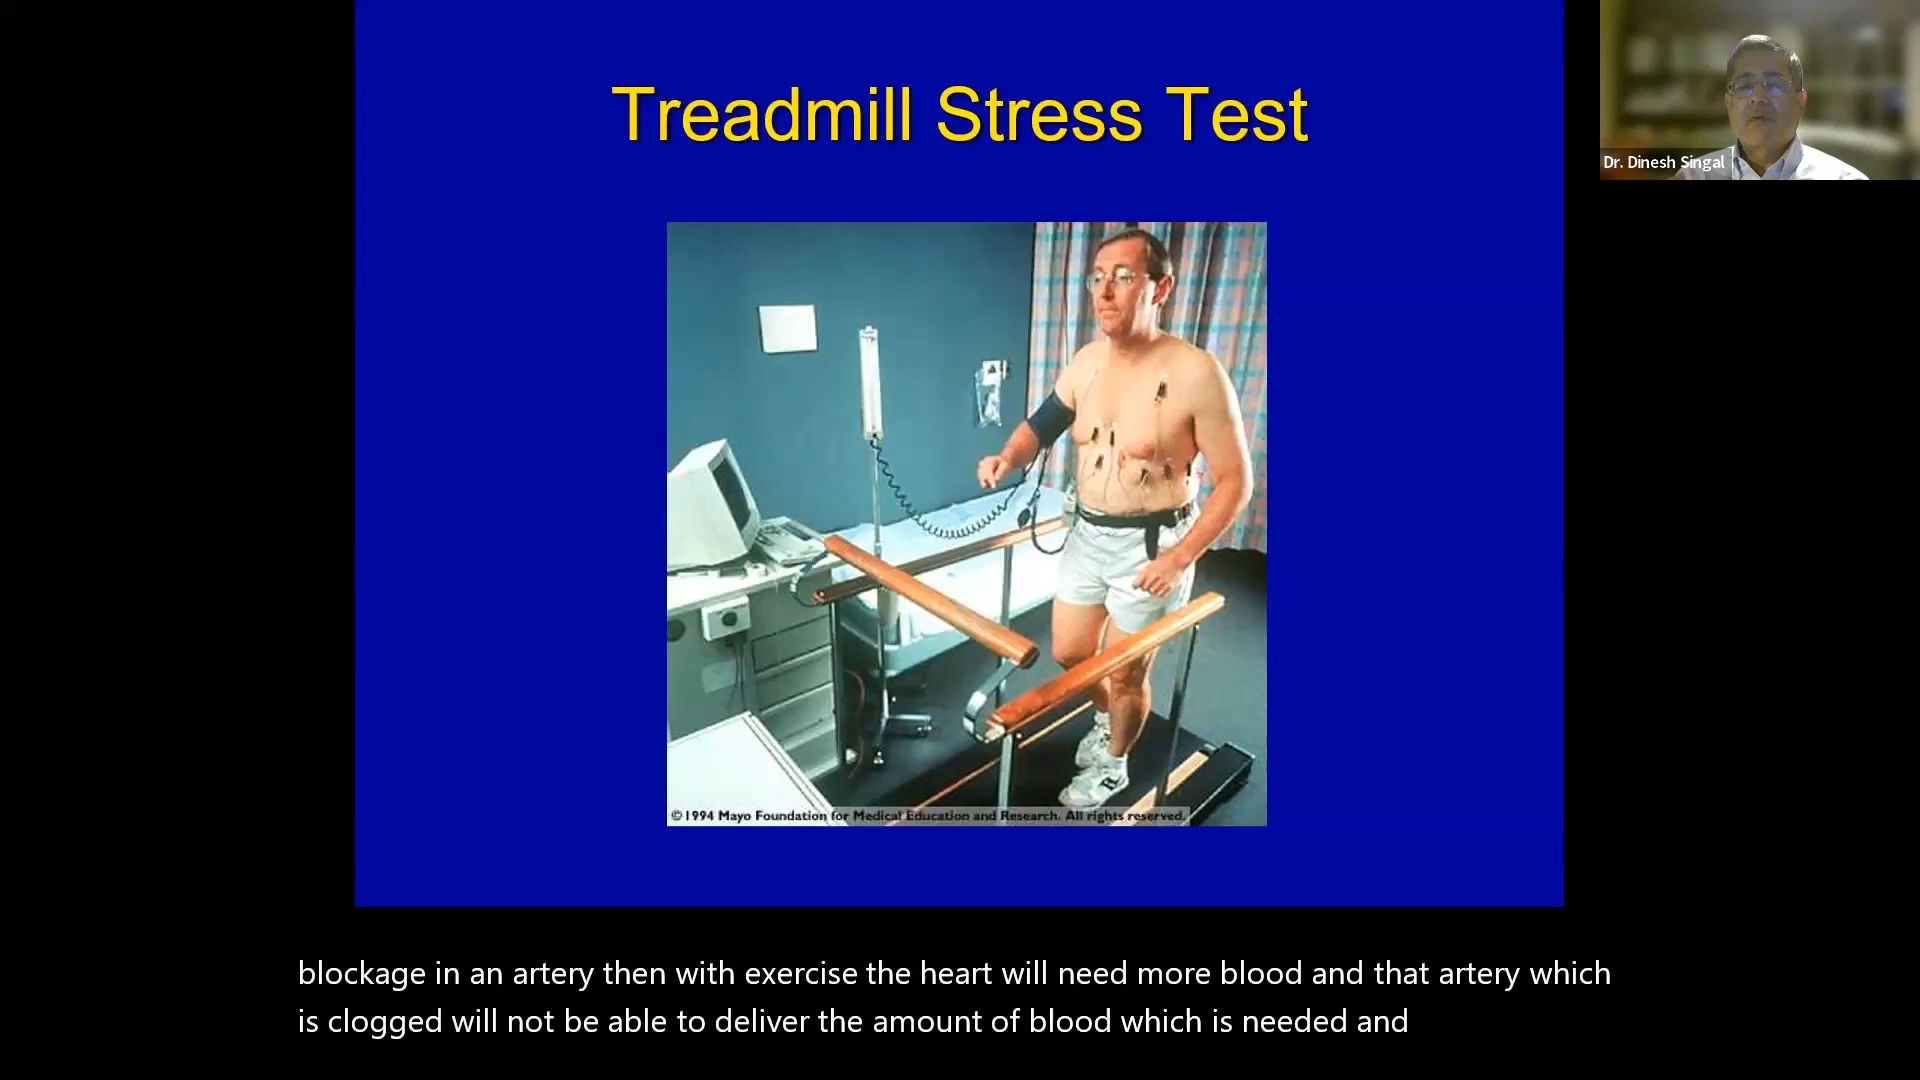 Treadmill Stress Test
Dr. Dinesh Singal
©1994 Mayo Foundation for Medical Education and Research. All rights reserved.
blockage in an artery then with exercise the heart will need more blood and that artery which
is clogged will not be able to deliver the amount of blood which is needed and